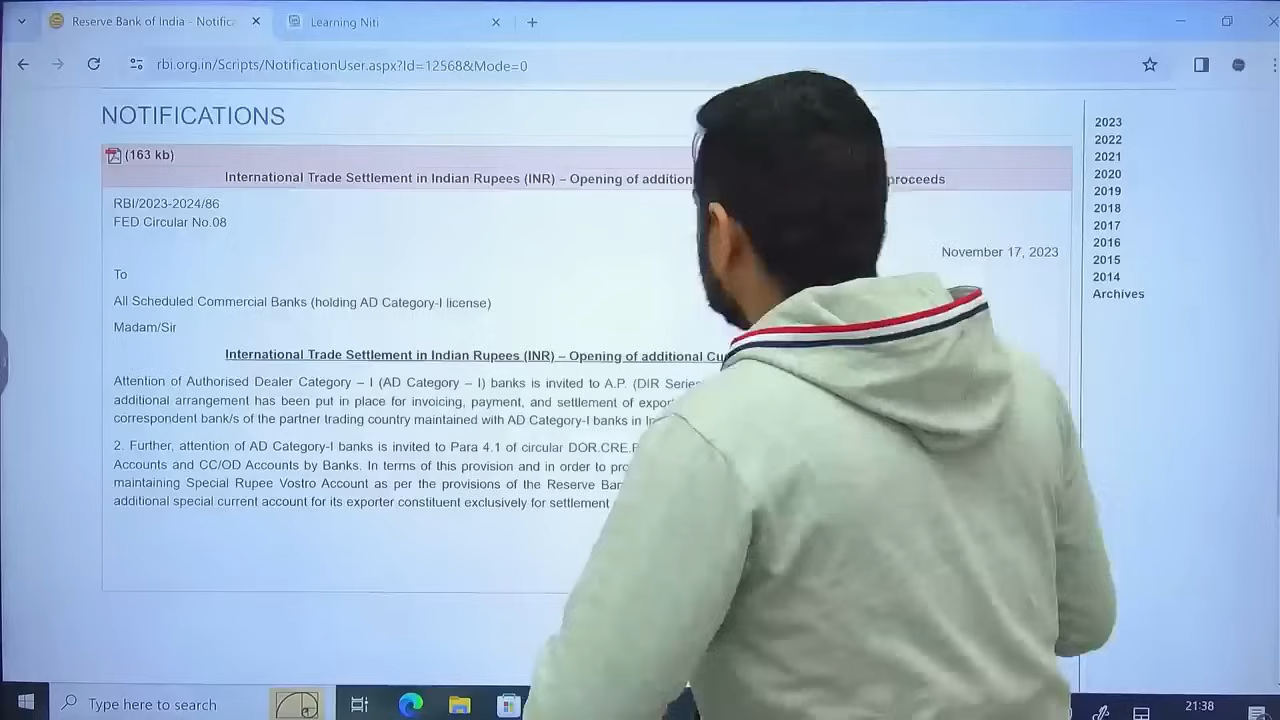 Reserve Bank of India - Notific
Learning Niti
rbi.org.in/Scripts/NotificationUser.aspx?Id=12568&Mode=0
NOTIFICATIONS
(163 kb)
International Trade Settlement in Indian Rupees (INR) – Opening of addition proceeds
RBI/2023-2024/86
FED Circular No.08
November 17, 2023
To
All Scheduled Commercial Banks (holding AD Category-I license)
Madam/Sir
International Trade Settlement in Indian Rupees (INR) – Opening of additional Cu
Attention of Authorised Dealer Category – I (AD Category – I) banks is invited to A.P. (DIR Series
additional arrangement has been put in place for invoicing, payment, and settlement of export
correspondent bank/s of the partner trading country maintained with AD Category-I banks in
2. Further, attention of AD Category-I banks is invited to Para 4.1 of circular DOR.CRE.
Accounts and CC/OD Accounts by Banks. In terms of this provision and in order to pro
maintaining Special Rupee Vostro Account as per the provisions of the Reserve Ban
additional special current account for its exporter constituent exclusively for settlement
2023
2022
2021
2020
2019
2018
2017
2016
2015
2014
Archives
Type here to search
21:38